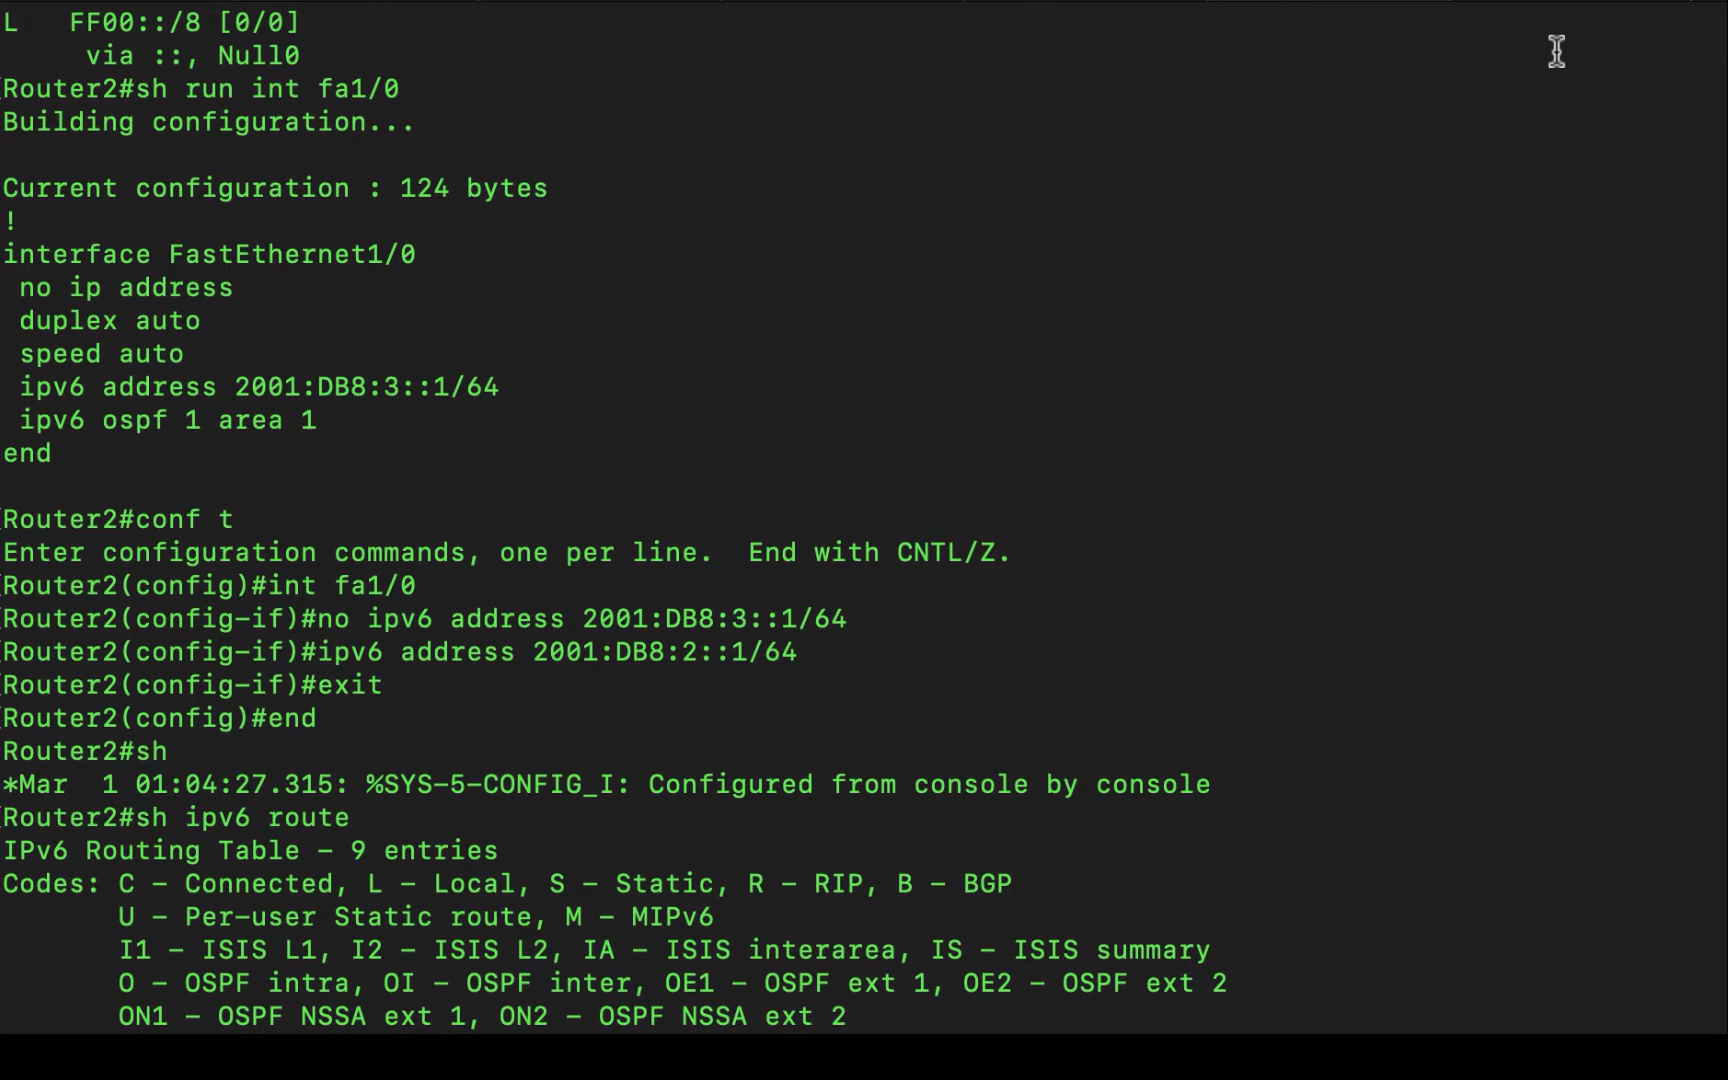 L   FF00::/8 [0/0]
     via ::, Null0
Router2#sh run int fa1/0
Building configuration...
Current configuration : 124 bytes
!
interface FastEthernet1/0
 no ip address
 duplex auto
 speed auto
 ipv6 address 2001:DB8:3::1/64
 ipv6 ospf 1 area 1
end
Router2#conf t
Enter configuration commands, one per line.  End with CNTL/Z.
Router2(config)#int fa1/0
Router2(config-if)#no ipv6 address 2001:DB8:3::1/64
Router2(config-if)#ipv6 address 2001:DB8:2::1/64
Router2(config-if)#exit
Router2(config)#end
Router2#sh
*Mar  1 01:04:27.315: %SYS-5-CONFIG_I: Configured from console by console
Router2#sh ipv6 route
IPv6 Routing Table - 9 entries
Codes: C - Connected, L - Local, S - Static, R - RIP, B - BGP
       U - Per-user Static route, M - MIPv6
       I1 - ISIS L1, I2 - ISIS L2, IA - ISIS interarea, IS - ISIS summary
       O - OSPF intra, OI - OSPF inter, OE1 - OSPF ext 1, OE2 - OSPF ext 2
       ON1 - OSPF NSSA ext 1, ON2 - OSPF NSSA ext 2